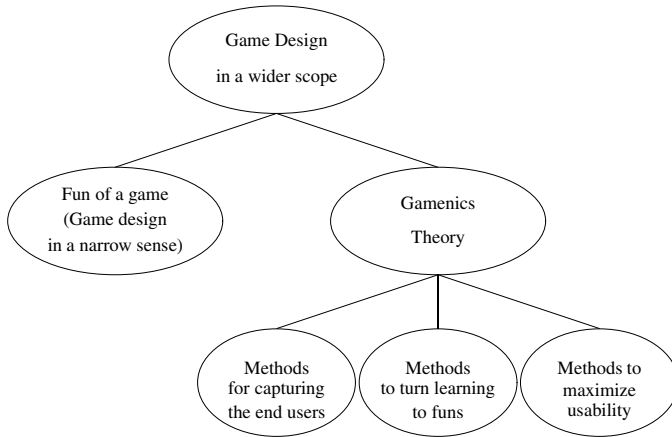 Game Design
in a wider scope
Fun of a game
(Game design
in a narrow sense)
Gamenics
Theory
Methods
for capturing
the end users
Methods
to turn learning
to funs
Methods to
maximize
usability